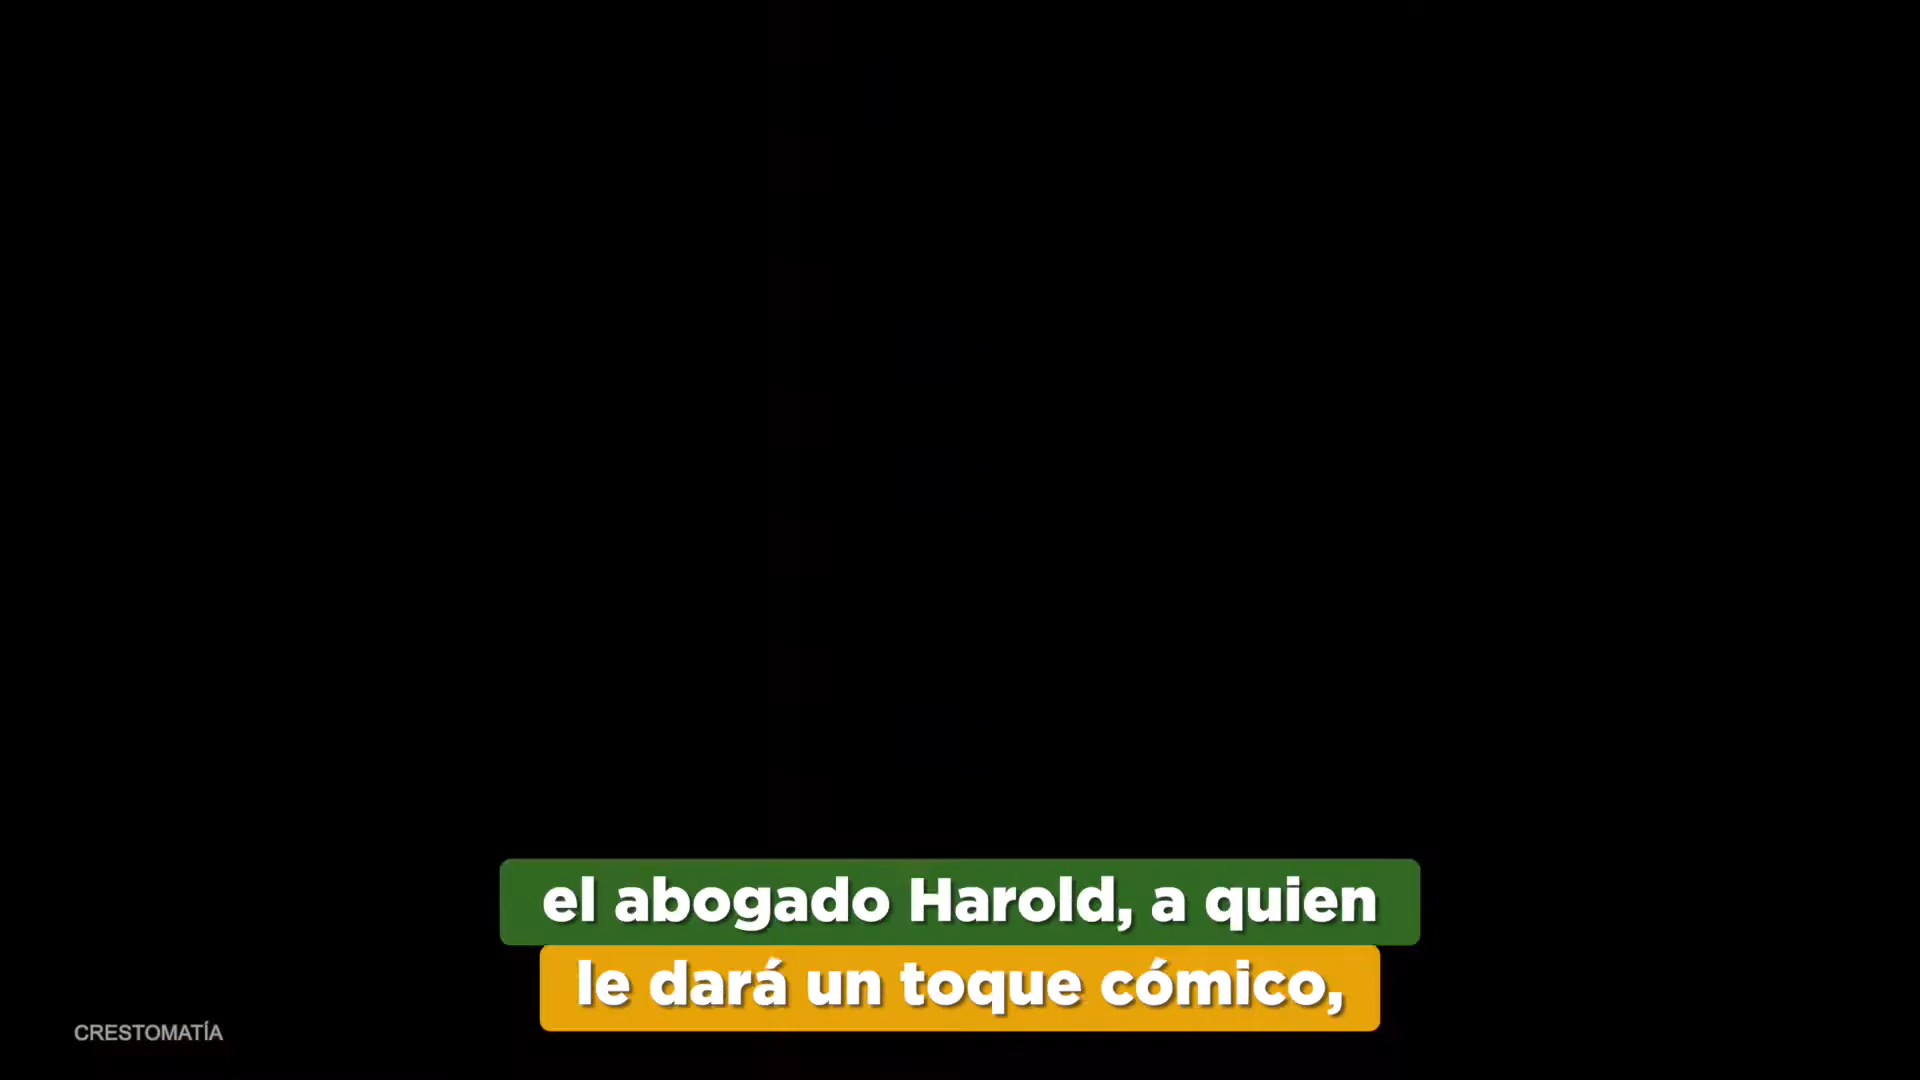 el abogado Harold, a quien
le dará un toque cómico,
CRESTOMATÍA